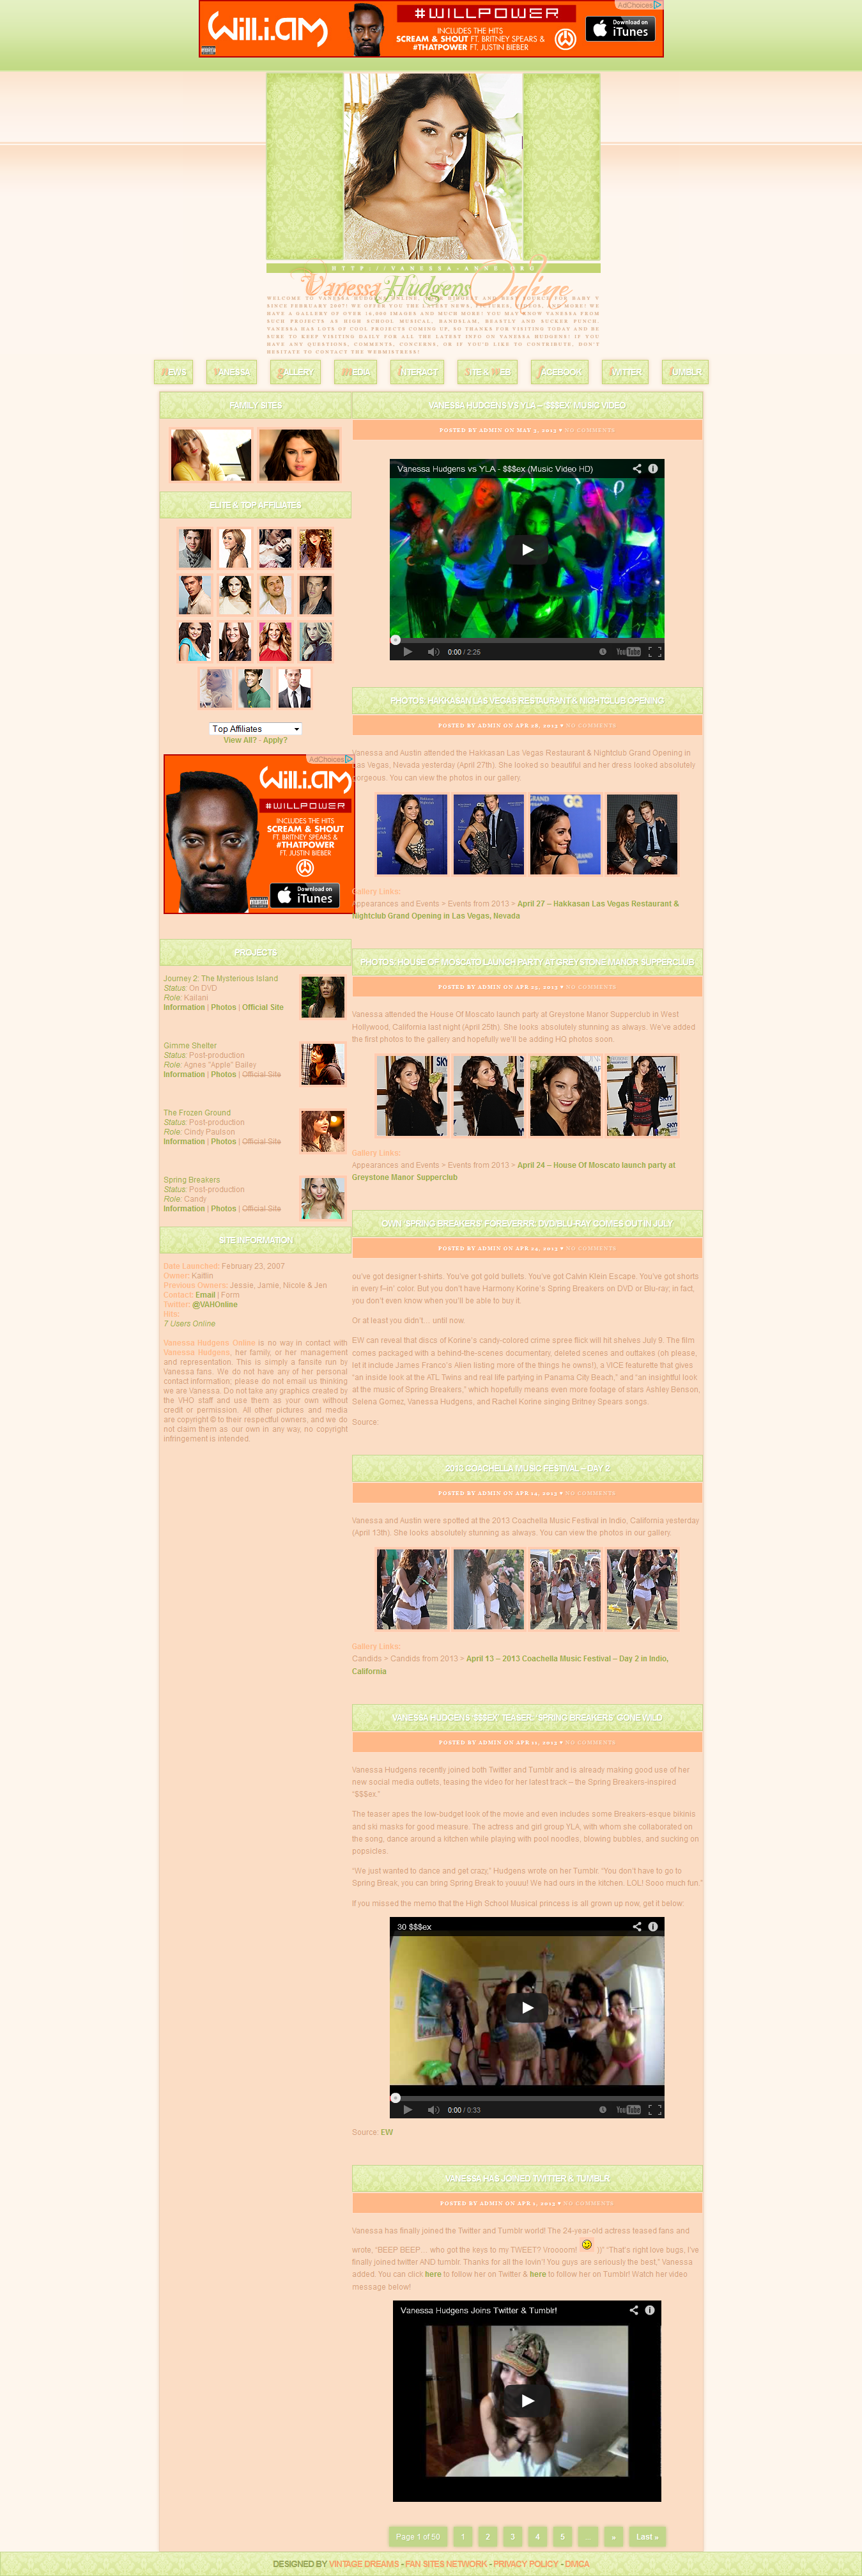 AdChoices
will.i.am
#WILLPOWER
INCLUDES THE HITS
SCREAM & SHOUT FT. BRITNEY SPEARS &
#THATPOWER FT. JUSTIN BIEBER
Download on
iTunes
Vanessa Hudgens Online
WELCOME TO VANESSA HUDGENS ONLINE,
SINCE FEBRUARY 2007! WE OFFER YOU THE LATEST NEWS, PICTURES, VIDEOS, AND MORE! WE
HAVE A GALLERY OF OVER IMAGES AND MUCH MORE! YOU MAY KNOW VANESSA FROM
SUCH PROJECTS AS HIGH SCHOOL MUSICAL, BANDSLAM, BEASTLY AND SUCKER PUNCH.
VANESSA HAS LOTS OF COOL PROJECTS COMING UP, SO THANKS FOR VISITING TODAY AND BE
SURE TO KEEP VISITING DAILY FOR ALL THE LATEST INFO ON VANESSA HUDGENS! IF YOU
HAVE ANY QUESTIONS, COMMENTS, CONCERNS, OR IF YOU'D LIKE TO CONTRIBUTE, DON'T
HESITATE TO CONTACT THE WEBMISTRESS!
NEWS VANESSA GALLERY MEDIA INTERACT SITE & WEB FACEBOOK TWITTER TUMBLR
FAMILY SITES
ELITE & TOP AFFILIATES
Top Affiliates
View All? - Apply?
AdChoices
will.i.am
#WILLPOWER
INCLUDES THE HITS
SCREAM & SHOUT
FT. BRITNEY SPEARS &
#THATPOWER
FT. JUSTIN BIEBER
Download on
iTunes
PROJECTS
Journey 2: The Mysterious Island
Status: On DVD
Role: Kailani
Information | Photos | Official Site
Gimme Shelter
Status: Post-production
Role: Agnes "Apple" Bailey
Information | Photos | Official Site
The Frozen Ground
Status: Post-production
Role: Cindy Paulson
Information | Photos | Official Site
Spring Breakers
Status: Post-production
Role: Candy
Information | Photos | Official Site
SITE INFORMATION
Date Launched: February 23, 2007
Owner: Kaitlin
Previous Owners: Jessie, Jamie, Nicole & Jen
Contact: Email | Form
Twitter: @VAHOnline
Hits:
7 Users Online
Vanessa Hudgens Online is no way in contact with
Vanessa Hudgens, her family, or her management
and representation. This is simply a fansite run by
Vanessa fans. We do not have any of her personal
contact information, please do not email us thinking
we are Vanessa. Do not take any graphics created by
the VHO staff and use them as your own without
credit or permission. All other pictures and media
are copyright © to their respectful owners, and we do
not claim them as our own in any way, no copyright
infringement is intended.
VANESSA HUDGENS VS YLA – '$$$EX' MUSIC VIDEO
POSTED BY ADMIN ON MAY 3, 2013 ♥ NO COMMENTS
Vanessa Hudgens vs YLA - $$$ex (Music Video HD)
0:00 / 2:25
YouTube
PHOTOS: HAKKASAN LAS VEGAS RESTAURANT & NIGHTCLUB OPENING
POSTED BY ADMIN ON APR 28, 2013 ♥ NO COMMENTS
Vanessa and Austin attended the Hakkasan Las Vegas Restaurant & Nightclub Grand Opening in
Las Vegas, Nevada yesterday (April 27th). She looked so beautiful and her dress looked absolutely
gorgeous. You can view the photos in our gallery.
Gallery Links:
Appearances and Events > Events from 2013 > April 27 – Hakkasan Las Vegas Restaurant &
Nightclub Grand Opening in Las Vegas, Nevada
PHOTOS: HOUSE OF MOSCATO LAUNCH PARTY AT GREYSTONE MANOR SUPPERCLUB
POSTED BY ADMIN ON APR 25, 2013 ♥ NO COMMENTS
Vanessa attended the House Of Moscato launch party at Greystone Manor Supperclub in West
Hollywood, California last night (April 25th). She looks absolutely stunning as always. We've added
the first photos to the gallery and hopefully we'll be adding HQ photos soon.
Gallery Links:
Appearances and Events > Events from 2013 > April 24 – House Of Moscato launch party at
Greystone Manor Supperclub
OWN 'SPRING BREAKERS' FOREVERRR: DVD/BLU-RAY COMES OUT IN JULY
POSTED BY ADMIN ON APR 24, 2013 ♥ NO COMMENTS
ou've got designer t-shirts. You've got gold bullets. You've got Calvin Klein Escape. You've got shorts
in every f–in' color. But you don't have Harmony Korine's Spring Breakers on DVD or Blu-ray; in fact,
you don't even know when you'll be able to buy it.
Or at least you didn't… until now.
EW can reveal that discs of Korine's candy-colored crime spree flick will hit shelves July 9. The film
comes packaged with a behind-the-scenes documentary, deleted scenes and outtakes (oh please,
let it include James Franco's Alien listing more of the things he owns!), a VICE featurette that gives
"an inside look at the ATL Twins and real life partying in Panama City Beach," and "an insightful look
at the music of Spring Breakers," which hopefully means even more footage of stars Ashley Benson,
Selena Gomez, Vanessa Hudgens, and Rachel Korine singing Britney Spears songs.
Source:
2013 COACHELLA MUSIC FESTIVAL – DAY 2
POSTED BY ADMIN ON APR 14, 2013 ♥ NO COMMENTS
Vanessa and Austin were spotted at the 2013 Coachella Music Festival in Indio, California yesterday
(April 13th). She looks absolutely stunning as always. You can view the photos in our gallery.
Gallery Links:
Candids > Candids from 2013 > April 13 – 2013 Coachella Music Festival – Day 2 in Indio,
California
VANESSA HUDGENS '$$$EX' TEASER: 'SPRING BREAKERS' GONE WILD
POSTED BY ADMIN ON APR 11, 2013 ♥ NO COMMENTS
Vanessa Hudgens recently joined both Twitter and Tumblr and is already making good use of her
new social media outlets, teasing the video for her latest track – the Spring Breakers-inspired
"$$$ex."
The teaser apes the low-budget look of the movie and even includes some Breakers-esque bikinis
and ski masks for good measure. The actress and girl group YLA, with whom she collaborated on
the song, dance around a kitchen while playing with pool noodles, blowing bubbles, and sucking on
popsicles.
"We just wanted to dance and get crazy," Hudgens wrote on her Tumblr. "You don't have to go to
Spring Break, you can bring Spring Break to youuu! We had ours in the kitchen. LOL! Sooo much fun."
If you missed the memo that the High School Musical princess is all grown up now, get it below:
30 $$$ex
0:00 / 0:33
YouTube
Source: EW
VANESSA HAS JOINED TWITTER & TUMBLR
POSTED BY ADMIN ON APR 2, 2013 ♥ NO COMMENTS
Vanessa has finally joined the Twitter and Tumblr world! The 24-year-old actress teased fans and
wrote, "BEEP BEEP… who got the keys to my TWEET? Vrooom! ))" "That's right love bugs, I've
finally joined twitter AND tumblr. Thanks for all the lovin'! You guys are seriously the best," Vanessa
added. You can click here to follow her on Twitter & here to follow her on Tumblr! Watch her video
message below!
Vanessa Hudgens Joins Twitter & Tumblr!
Page 1 of 50 1 2 3 4 5 ... » Last »
DESIGNED BY VINTAGE DREAMS - FAN SITES NETWORK - PRIVACY POLICY - DMCA